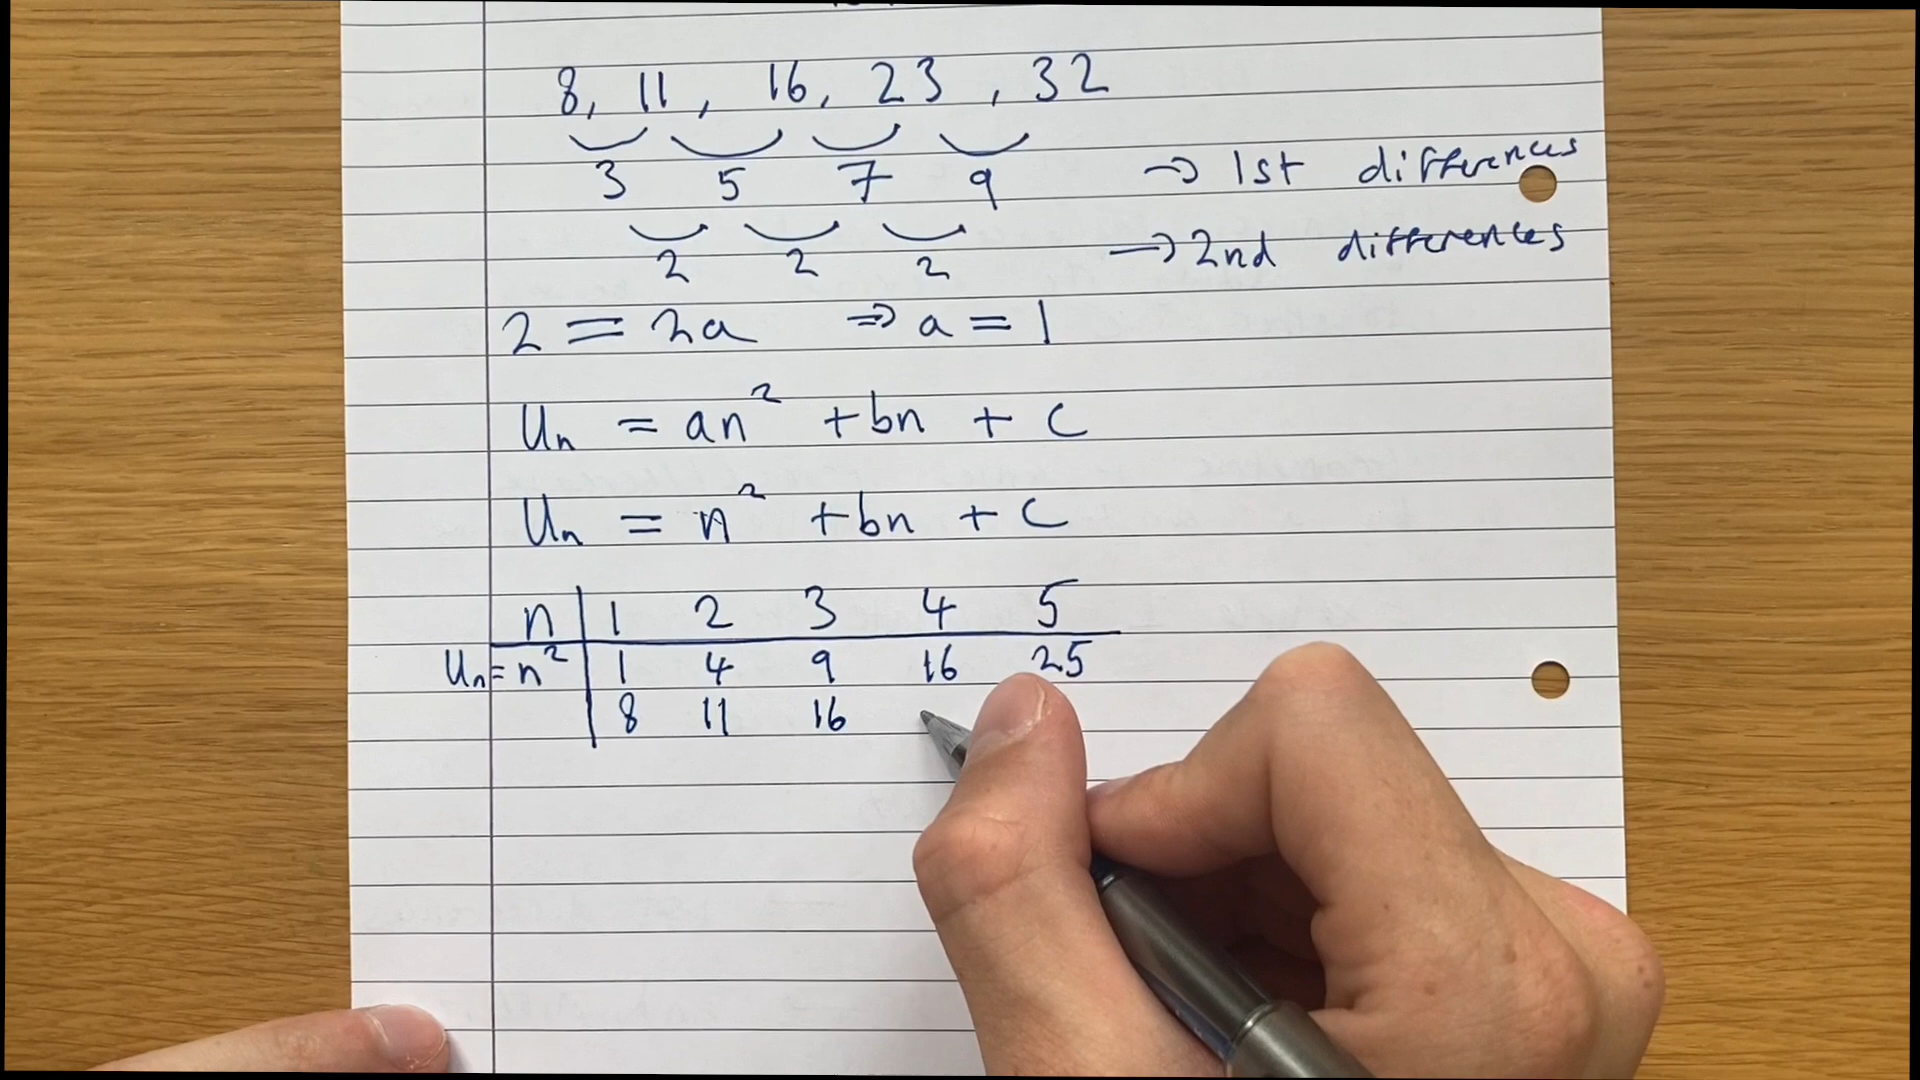 8, 11, 16, 23, 32
3 5 7 9 → 1st differences
2 2 2 → 2nd differences
2 = 2a ⇒ a = 1
Uₙ = an² + bn + c
Uₙ = n² + bn + c
n | 1 2 3 4 5
Uₙ = n² | 1 4 9 16 25
8 11 16